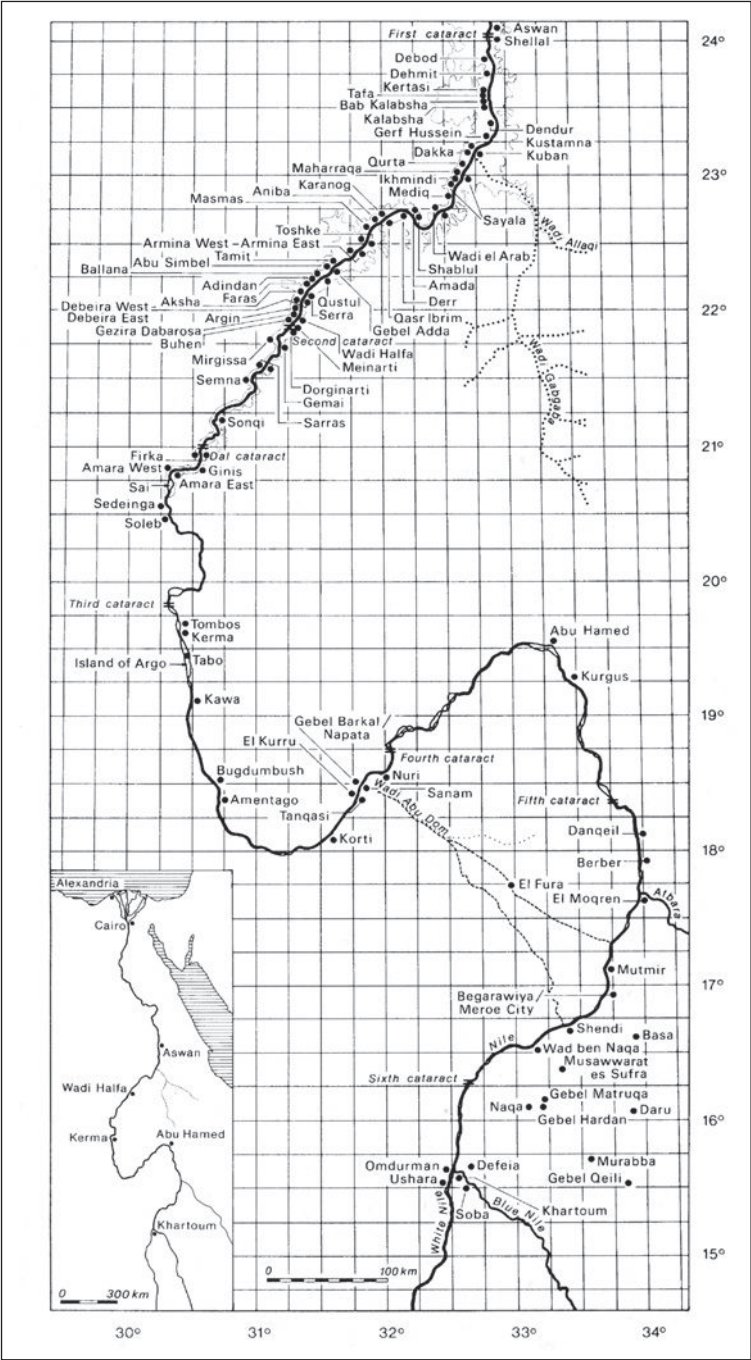 First cataract
Aswan
Shellal
24°
Debod
Dehmit
Kertasi
Tafa
Bab Kalabsha
Kalabsha
Gerf Hussein
Dendur
Kustamna
Dakka
Kuban
Qurta
23°
Maharraqa
Ikhmindi
Karanog
Mediq
Aniba
Masmas
Sayala
Wadi Allaqi
Toshke
Armina West – Armina East
Wadi el Arab
Tamit
Abu Simbel
Ballana
Shablul
Amada
Adindan
Faras
Derr
Qustul
22°
Aksha
Debeira West
Serra
Qasr Ibrim
Debeira East
Argin
Gebel Adda
Gezira Dabarosa
Second cataract
Buhen
Wadi Halfa
Mirgissa
Meinarti
Wadi Gabgaba
Semna
Dorginarti
Gemai
Sonqi
Sarras
21°
Firka
Dal cataract
Amara West
Ginis
Sai
Amara East
Sedeinga
Soleb
20°
Third cataract
Tombos
Kerma
Abu Hamed
Island of Argo
Tabo
Kurgus
Kawa
19°
Gebel Barkal
Napata
El Kurru
Fourth cataract
Bugdumbush
Nuri
Sanam
Amentago
Wadi Abu Dom
Fifth cataract
Tanqasi
Danqeil
Korti
18°
Berber
El Fura
El Moqren
Atbara
Mutmir
17°
Begarawiya/
Meroe City
Shendi
Basa
Nile
Wad ben Naqa
Musawwarat
es Sufra
Sixth cataract
Gebel Matruqa
Naqa
Daru
Gebel Hardan
16°
Murabba
Omdurman
Defeia
Gebel Qeili
Ushara
Khartoum
Soba
White Nile
Blue Nile
15°
0 100 km
Alexandria
Cairo
Aswan
Wadi Halfa
Kerma
Abu Hamed
Khartoum
0 300 km
30° 31° 32° 33° 34°